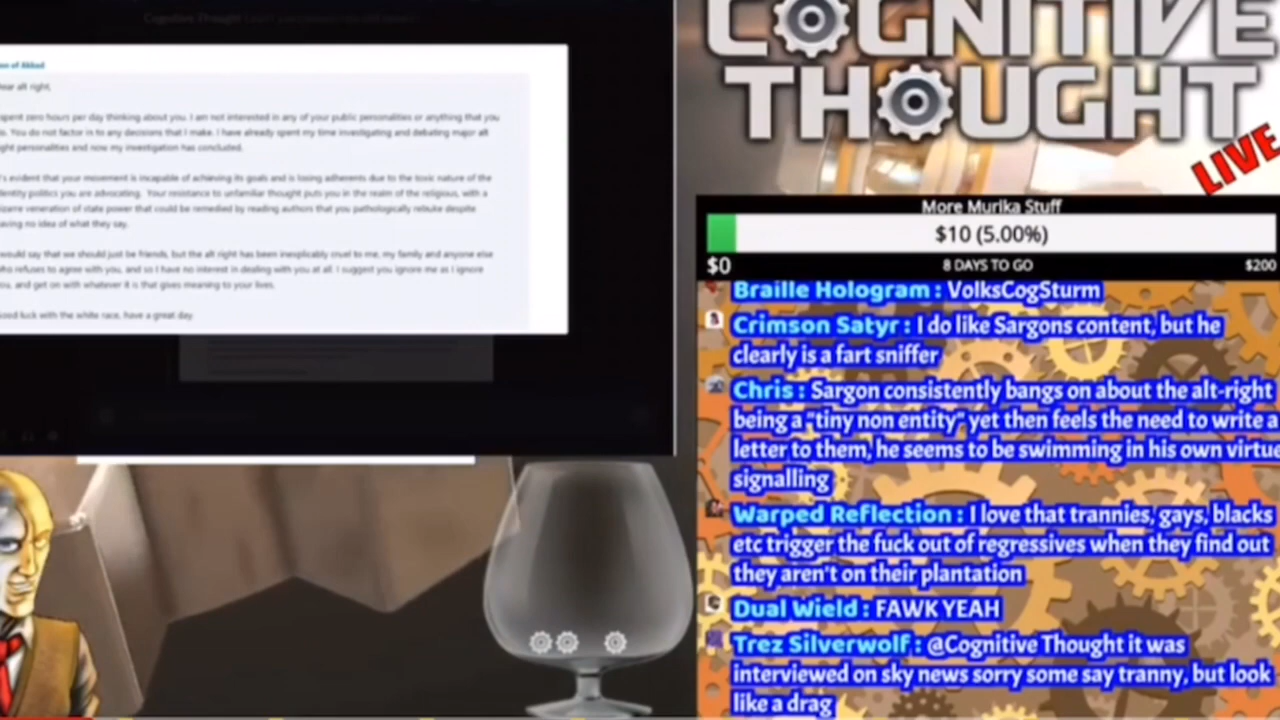 on of Akkad
ear alt right,
spent zero hours per day thinking about you. I am not interested in any of your public personalities or anything that you
o. You do not factor in to any decisions that I make. I have already spent my time investigating and debating major alt
ght personalities and now my investigation has concluded.
t's evident that your movement is incapable of achieving its goals and is losing adherents due to the toxic nature of the
dentity politics you are advocating. Your resistance to unfamiliar thought puts you in the realm of the religious, with a
izarre veneration of state power that could be remedied by reading authors that you pathologically rebuke despite
aving no idea of what they say.
would say that we should just be friends, but the alt right has been inexplicably cruel to me, my family and anyone else
ho refuses to agree with you, and so I have no interest in dealing with you at all. I suggest you ignore me as I ignore
ou, and get on with whatever it is that gives meaning to your lives.
ood luck with the white race, have a great day
COGNITIVE
THOUGHT
LIVE
More Murika Stuff
$10 (5.00%)
$0 8 DAYS TO GO $200
Braille Hologram : VolksCogSturm
Crimson Satyr : I do like Sargons content, but he
clearly is a fart sniffer
Chris : Sargon consistently bangs on about the alt-right
being a "tiny non entity" yet then feels the need to write a
letter to them, he seems to be swimming in his own virtue
signalling
Warped Reflection : I love that trannies, gays, blacks
etc trigger the fuck out of regressives when they find out
they aren't on their plantation
Dual Wield : FAWK YEAH
Trez Silverwolf : @Cognitive Thought it was
interviewed on sky news sorry some say tranny, but look
like a drag